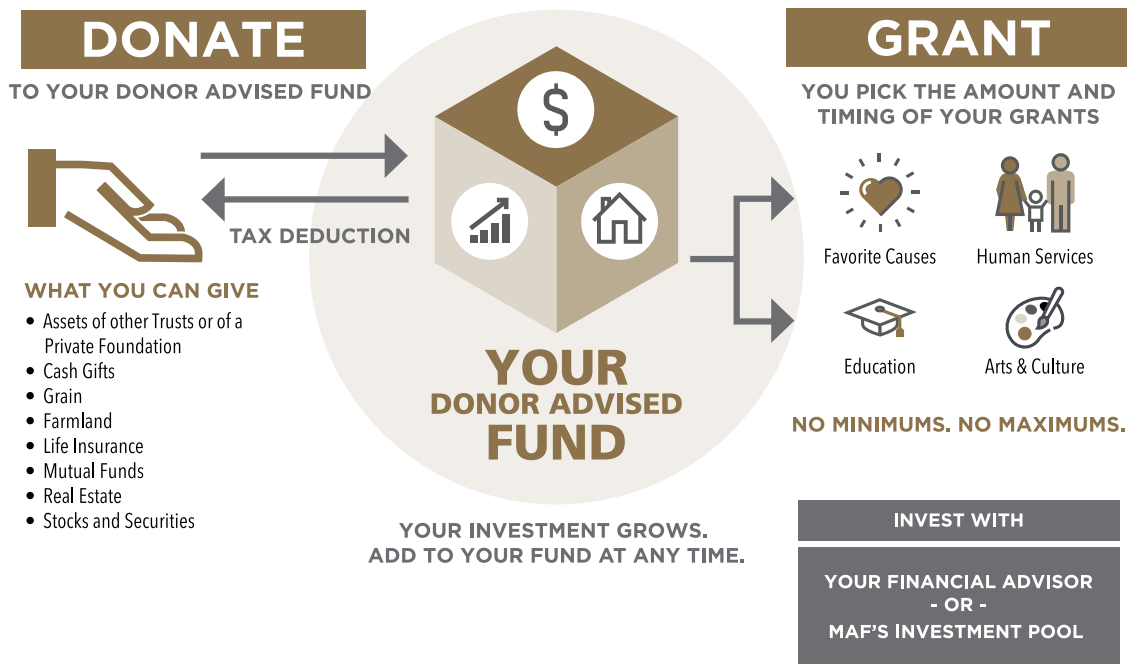 DONATE
TO YOUR DONOR ADVISED FUND
TAX DEDUCTION
WHAT YOU CAN GIVE
• Assets of other Trusts or of a
Private Foundation
• Cash Gifts
• Grain
• Farmland
• Life Insurance
• Mutual Funds
• Real Estate
• Stocks and Securities
$
YOUR
DONOR ADVISED
FUND
YOUR INVESTMENT GROWS.
ADD TO YOUR FUND AT ANY TIME.
GRANT
YOU PICK THE AMOUNT AND
TIMING OF YOUR GRANTS
Favorite Causes
Human Services
Education
Arts & Culture
NO MINIMUMS. NO MAXIMUMS.
INVEST WITH
YOUR FINANCIAL ADVISOR
- OR -
MAF'S INVESTMENT POOL